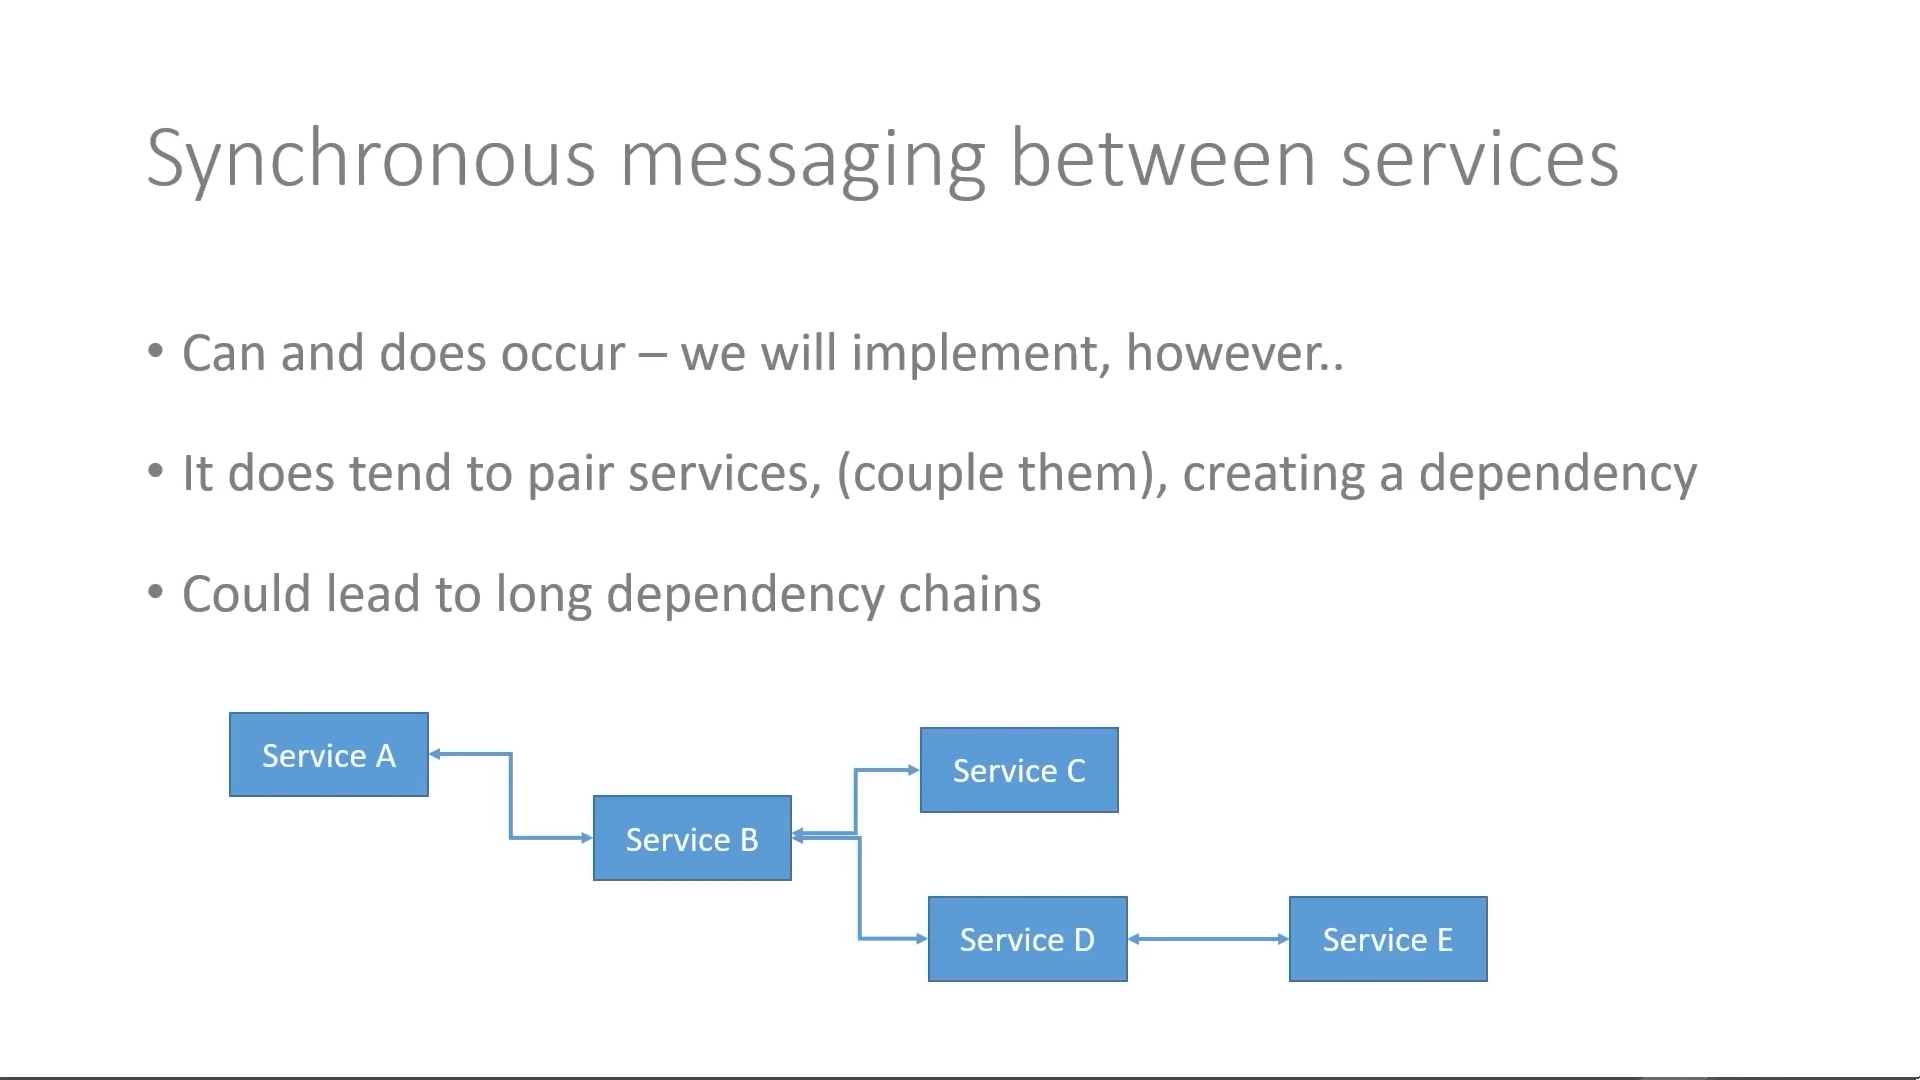 Synchronous messaging between services
• Can and does occur – we will implement, however..
• It does tend to pair services, (couple them), creating a dependency
• Could lead to long dependency chains
Service A
Service C
Service B
Service D
Service E